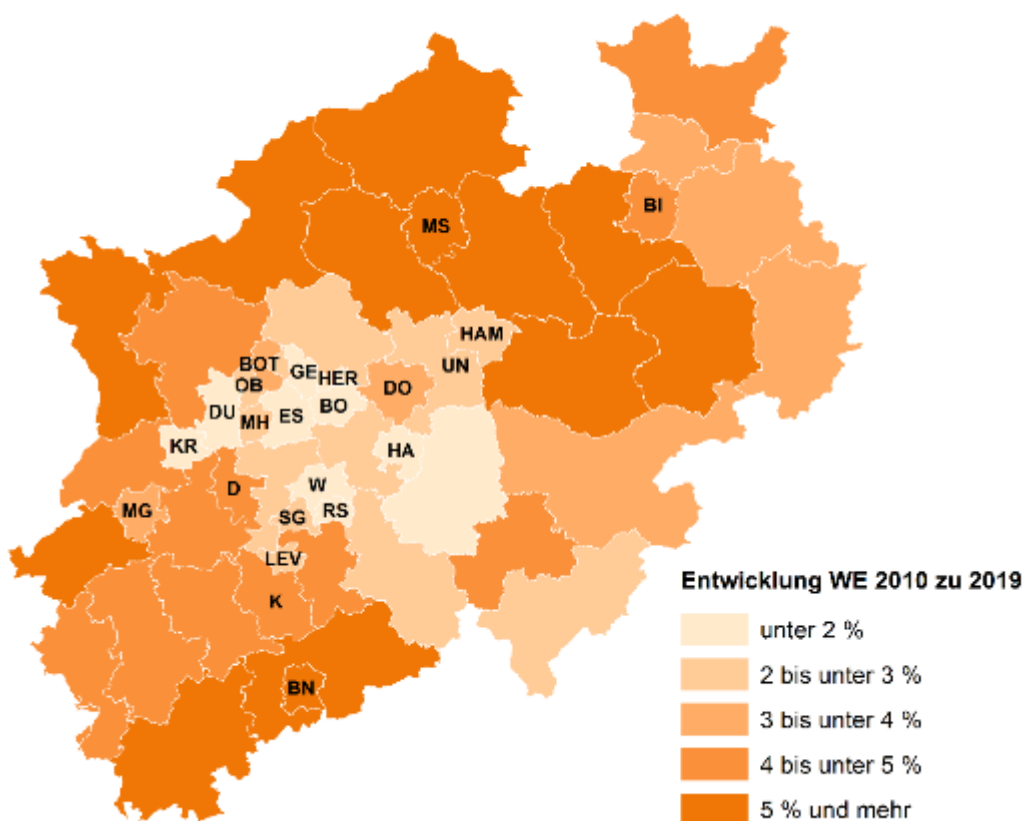 BI
MS
HAM
UN
BOT
OB
GE
HER
DO
DU
MH
ES
BO
KR
HA
D
W
MG
SG
RS
LEV
K
BN
Entwicklung WE 2010 zu 2019
unter 2 %
2 bis unter 3 %
3 bis unter 4 %
4 bis unter 5 %
5 % und mehr